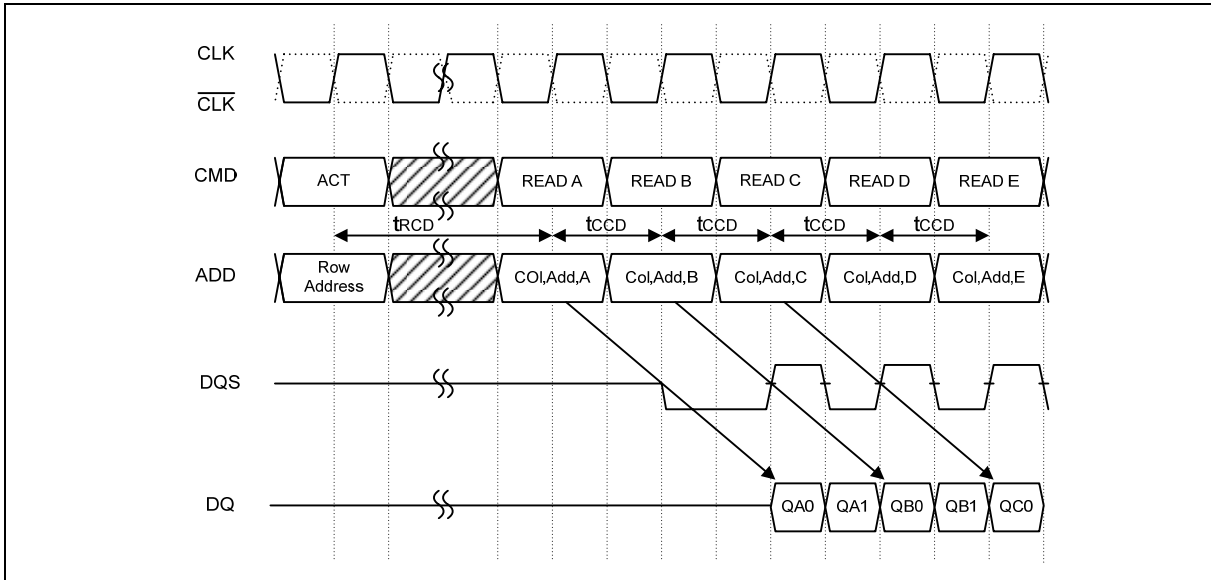 CLK
CLK
CMD
ACT
READ A
READ B
READ C
READ D
READ E
tRCD
tCCD
tCCD
tCCD
tCCD
ADD
Row
Address
COl,Add,A
Col,Add,B
Col,Add,C
Col,Add,D
Col,Add,E
DQS
DQ
QA0
QA1
QB0
QB1
QC0